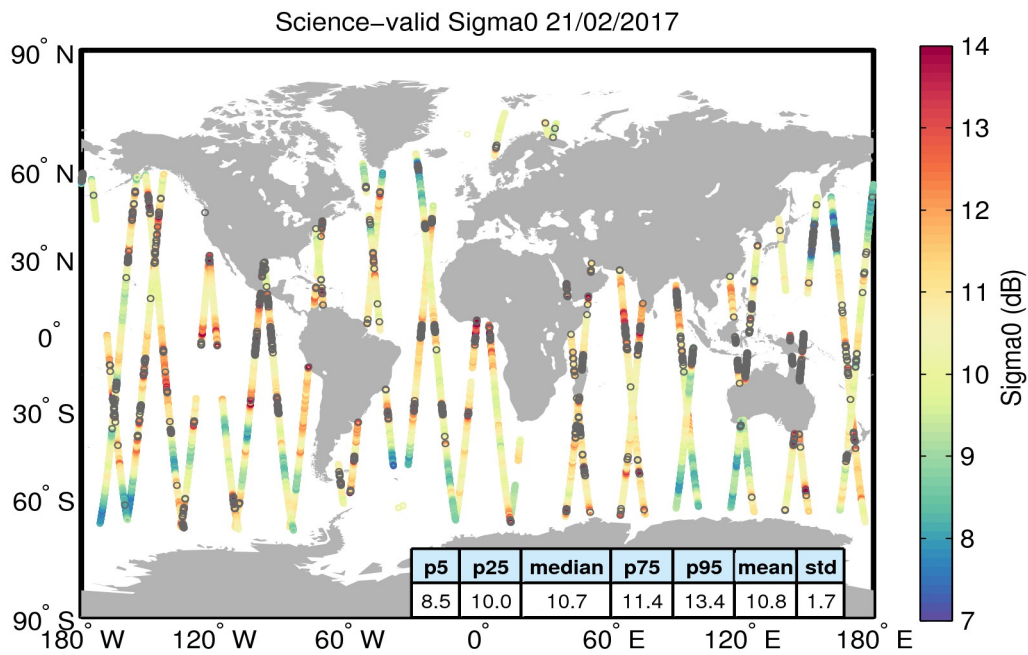 Science−valid Sigma0 21/02/2017
90° N
60° N
30° N
0°
30° S
60° S
90° S
180° W
120° W
60° W
0°
60° E
120° E
180° E
p5 p25 median p75 p95 mean std
8.5 10.0 10.7 11.4 13.4 10.8 1.7
14
13
12
11
10
9
8
7
Sigma0 (dB)